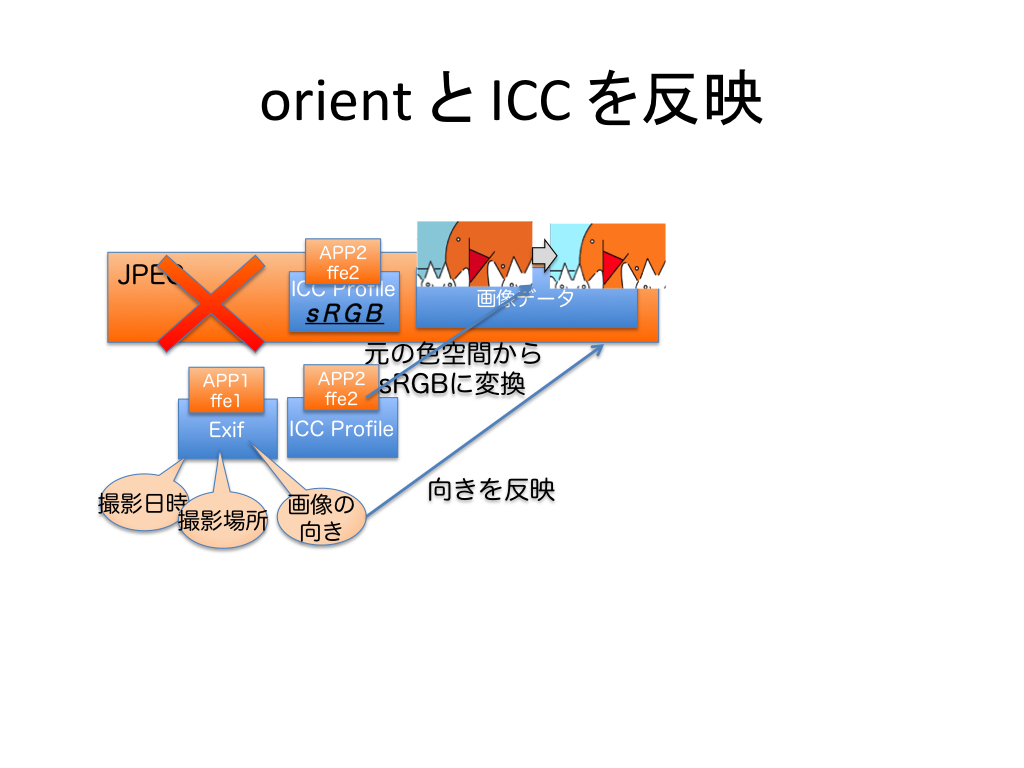 orient と ICC を反映
JPEG
APP2
ffe2
ICC Profile
sRGB
画像データ
元の色空間から
sRGBに変換
APP1
ffe1
Exif
APP2
ffe2
ICC Profile
撮影日時
撮影場所
画像の
向き
向きを反映